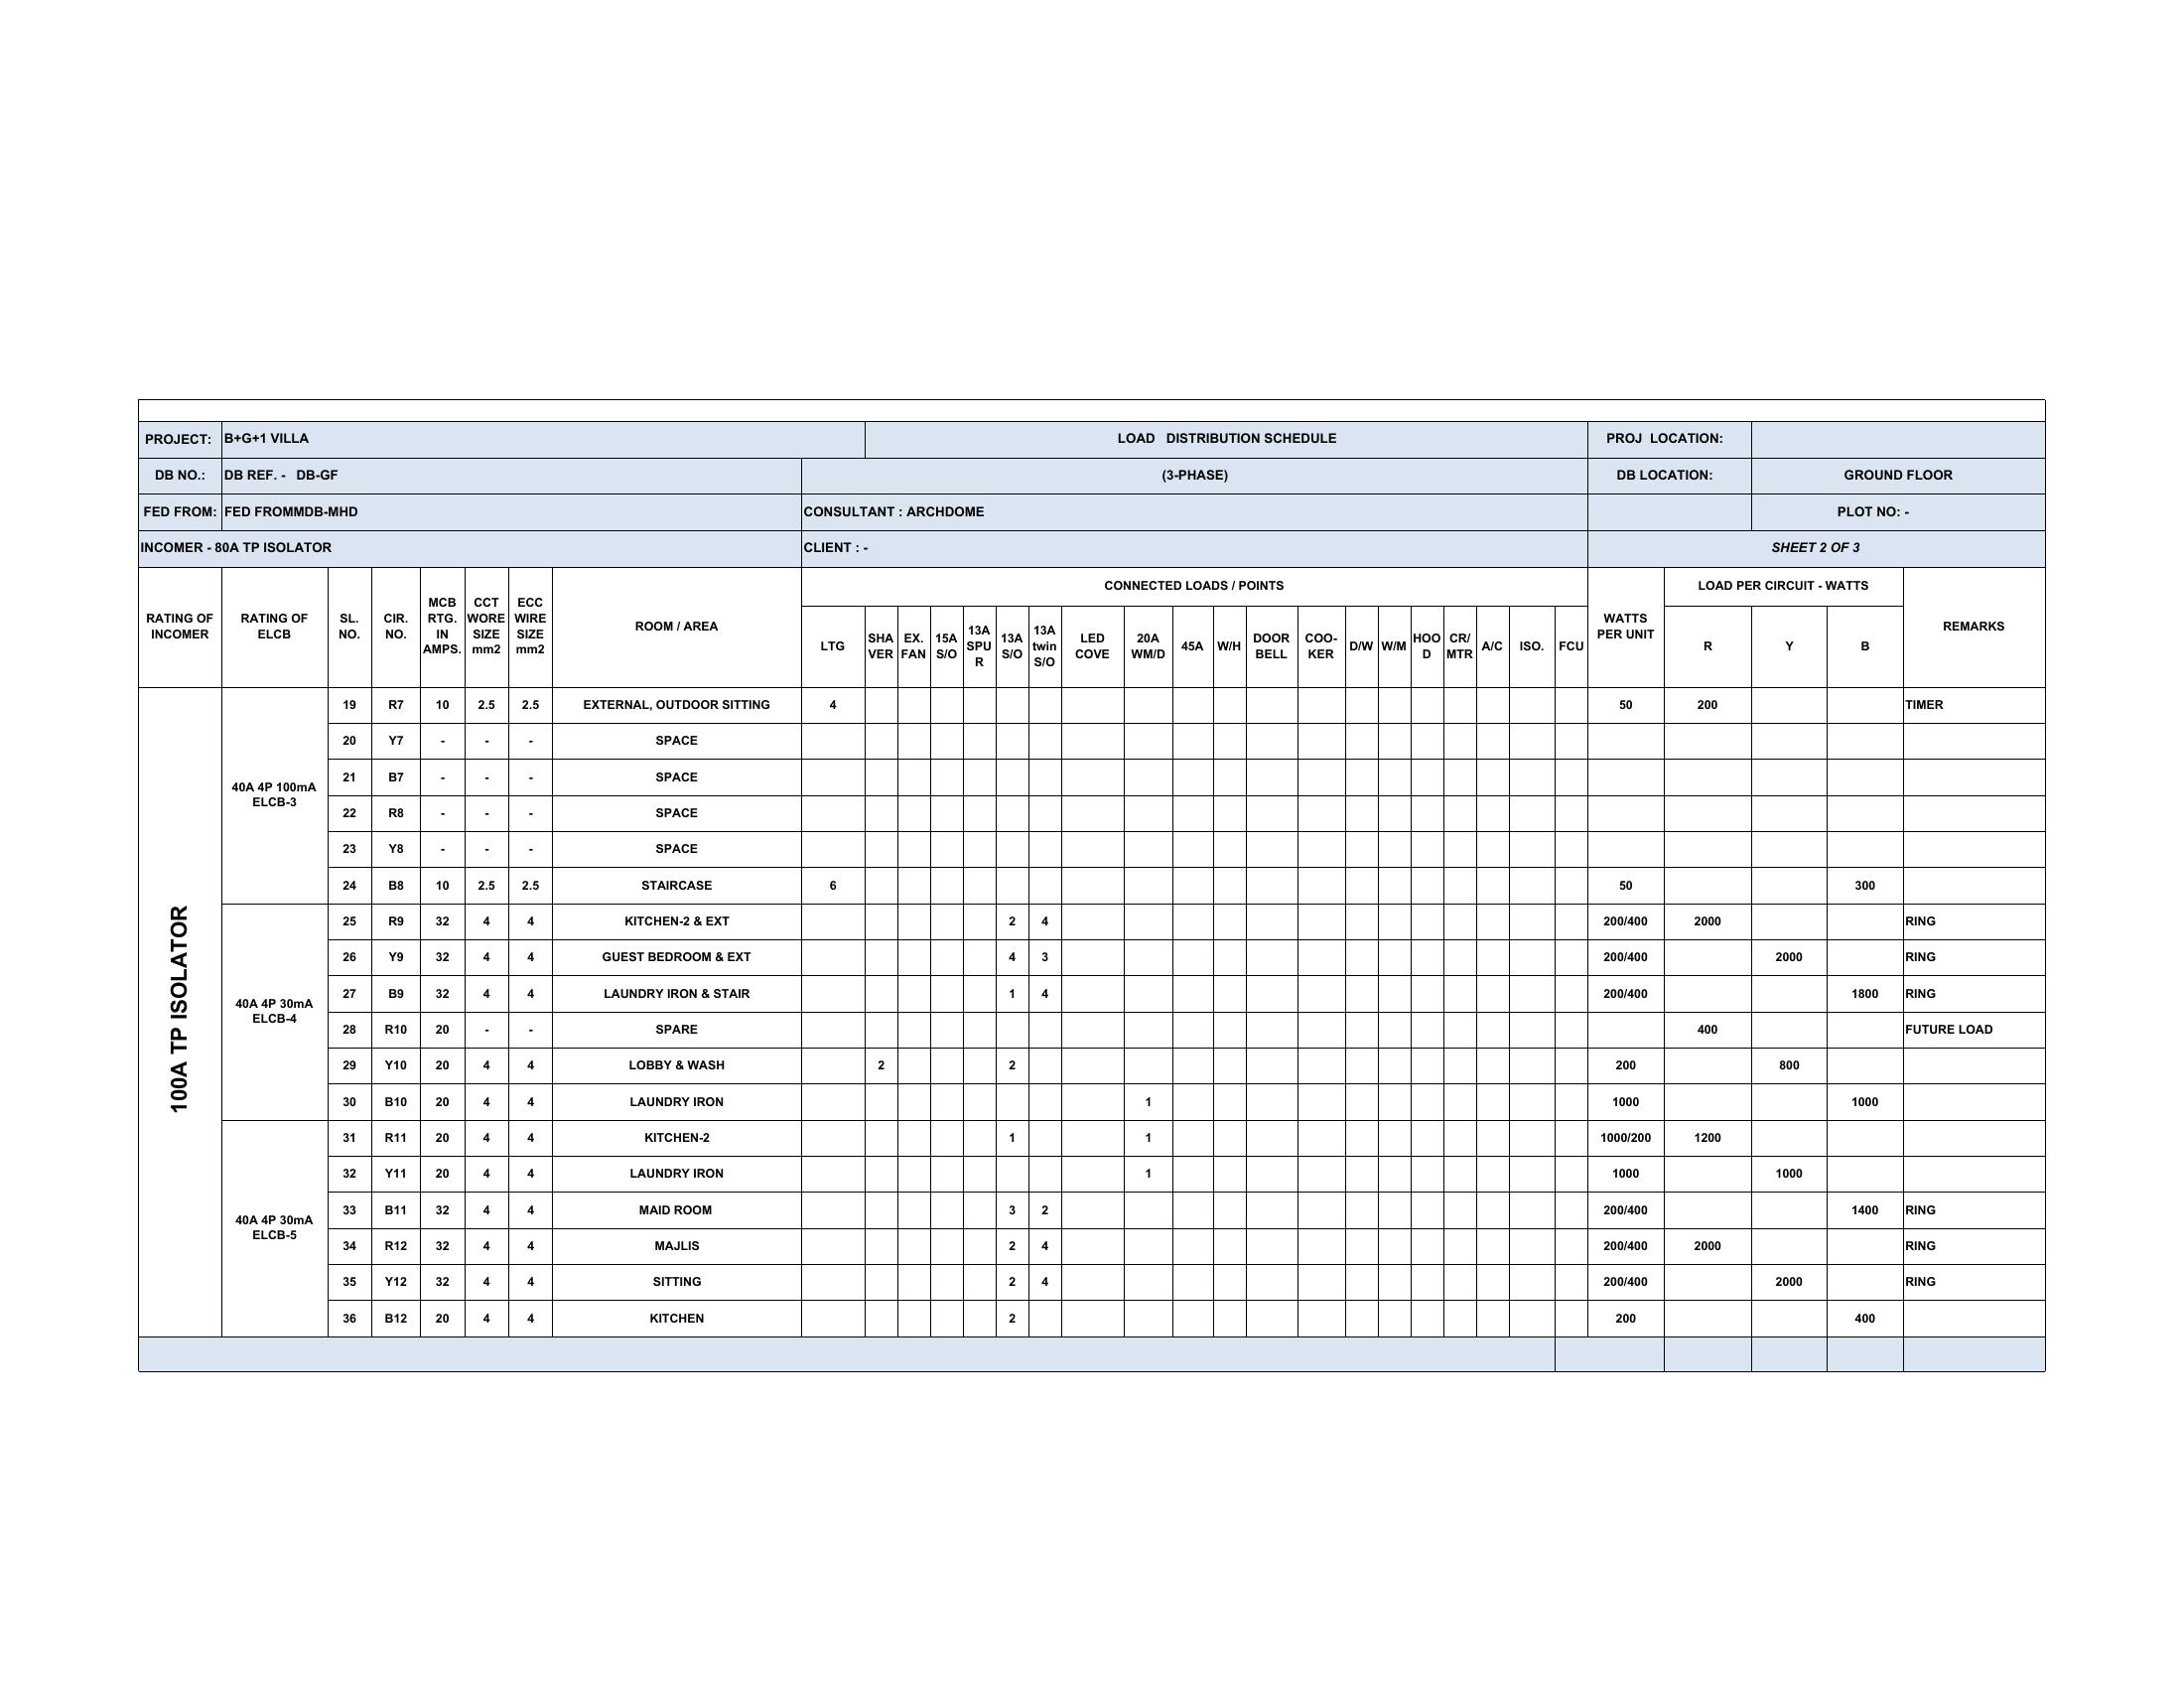 PROJECT: B+G+1 VILLA LOAD DISTRIBUTION SCHEDULE PROJ LOCATION:
DB NO.: DB REF. - DB-GF (3-PHASE) DB LOCATION: GROUND FLOOR
FED FROM: FED FROMMDB-MHD CONSULTANT : ARCHDOME PLOT NO: -
INCOMER - 80A TP ISOLATOR CLIENT : - SHEET 2 OF 3
RATING OF INCOMER RATING OF ELCB SL. NO. CIR. NO. MCB RTG. IN AMPS. CCT WORE SIZE mm2 ECC WIRE SIZE mm2 ROOM / AREA CONNECTED LOADS / POINTS WATTS PER UNIT LOAD PER CIRCUIT - WATTS REMARKS
LTG SHA VER EX. FAN 15A S/O 13A SPU R 13A S/O 13A twin S/O LED COVE 20A WM/D 45A W/H DOOR BELL COO- KER D/W W/M HOO D CR/ MTR A/C ISO. FCU R Y B
100A TP ISOLATOR
40A 4P 100mA ELCB-3
19 R7 10 2.5 2.5 EXTERNAL, OUTDOOR SITTING 4 50 200 TIMER
20 Y7 - - - SPACE
21 B7 - - - SPACE
22 R8 - - - SPACE
23 Y8 - - - SPACE
24 B8 10 2.5 2.5 STAIRCASE 6 50 300
40A 4P 30mA ELCB-4
25 R9 32 4 4 KITCHEN-2 & EXT 2 4 200/400 2000 RING
26 Y9 32 4 4 GUEST BEDROOM & EXT 4 3 200/400 2000 RING
27 B9 32 4 4 LAUNDRY IRON & STAIR 1 4 200/400 1800 RING
28 R10 20 - - SPARE 400 FUTURE LOAD
29 Y10 20 4 4 LOBBY & WASH 2 2 200 800
30 B10 20 4 4 LAUNDRY IRON 1 1000 1000
40A 4P 30mA ELCB-5
31 R11 20 4 4 KITCHEN-2 1 1 1000/200 1200
32 Y11 20 4 4 LAUNDRY IRON 1 1000 1000
33 B11 32 4 4 MAID ROOM 3 2 200/400 1400 RING
34 R12 32 4 4 MAJLIS 2 4 200/400 2000 RING
35 Y12 32 4 4 SITTING 2 4 200/400 2000 RING
36 B12 20 4 4 KITCHEN 2 200 400